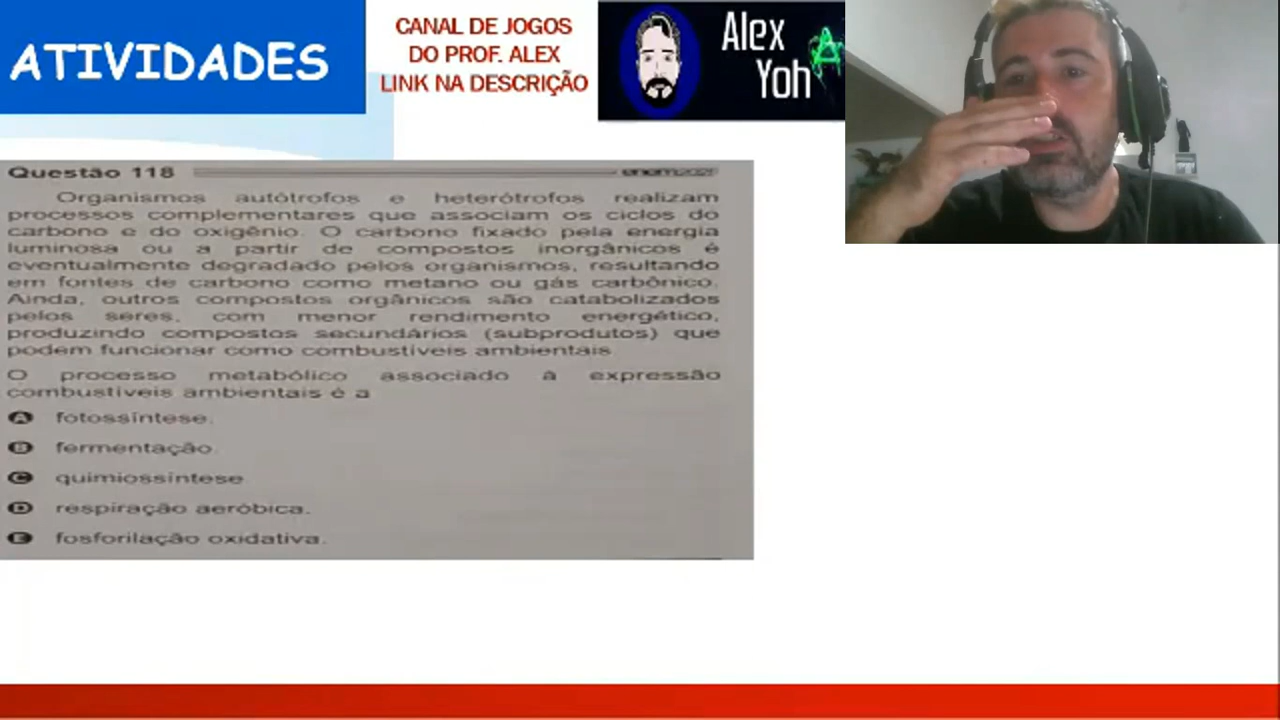 ATIVIDADES
CANAL DE JOGOS
DO PROF. ALEX
LINK NA DESCRIÇÃO
Alex
Yoh
Questão 118
Organismos autótrofos e heterótrofos realizam
processos complementares que associam os ciclos do
carbono e do oxigênio. O carbono fixado pela energia
luminosa ou a partir de compostos inorgânicos é
eventualmente degradado pelos organismos, resultando
em fontes de carbono como metano ou gás carbônico.
Ainda, outros compostos orgânicos são catabolizados
pelos seres, com menor rendimento energético,
produzindo compostos secundários (subprodutos) que
podem funcionar como combustíveis ambientais.
O processo metabólico associado à expressão
combustíveis ambientais é a
A fotossíntese.
B fermentação.
C quimiossíntese.
D respiração aeróbica.
E fosforilação oxidativa.